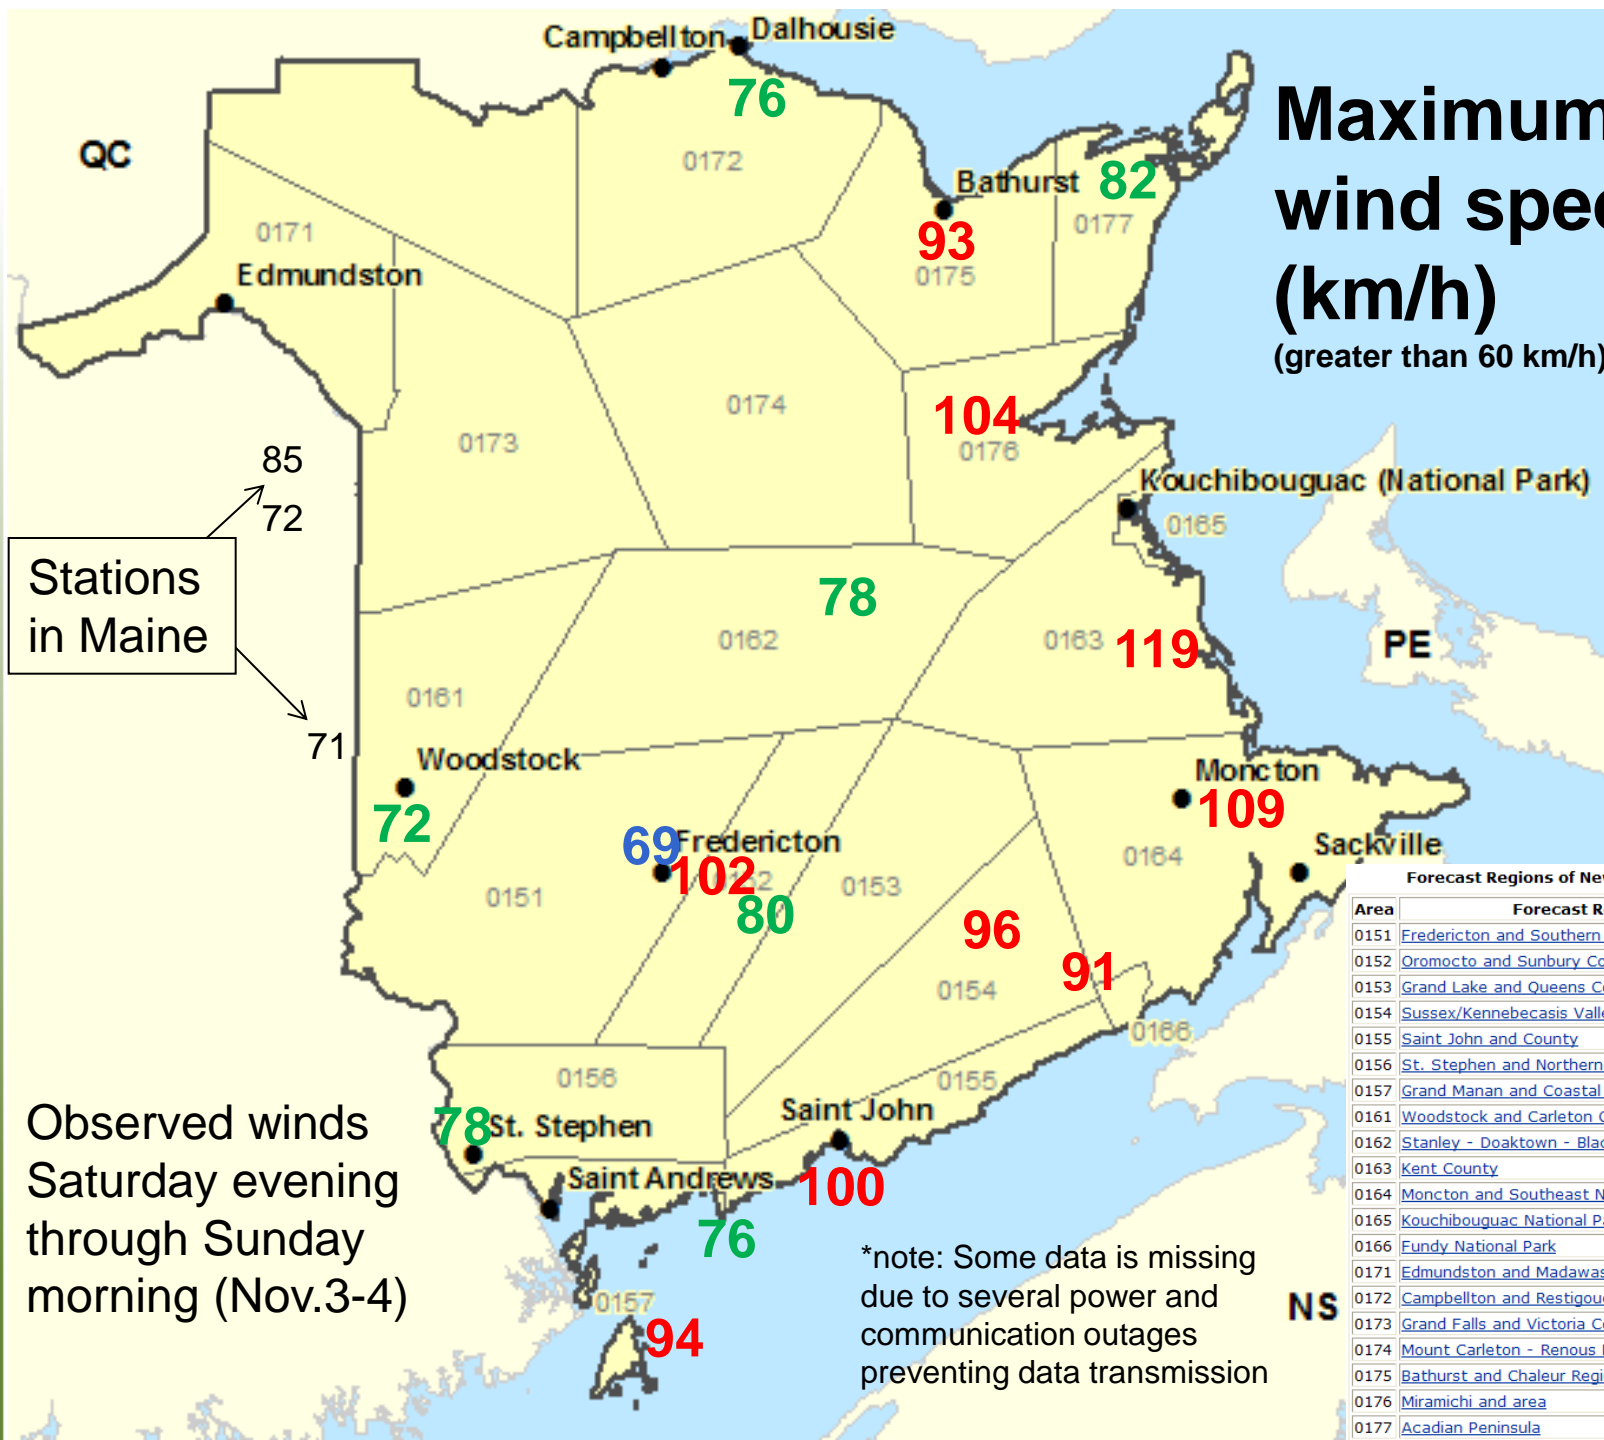 Campbellton
Dalhousie
Maximum
wind spee
(km/h)
(greater than 60 km/h)
QC
76
0172
Bathurst
82
0171
93
0177
0175
Edmundston
0174
104
0173
0176
85
72
Kouchibouguac (National Park)
0165
Stations
in Maine
78
0162
0163
119
PE
0161
71
Woodstock
Moncton
72
109
69
Fredericton
102
80
0151
0153
0164
Sackville
96
91
0154
0166
0156
0155
78
St. Stephen
Saint John
Saint Andrews
100
76
0157
94
NS
Observed winds
Saturday evening
through Sunday
morning (Nov.3-4)
*note: Some data is missing
due to several power and
communication outages
preventing data transmission
Forecast Regions of Ne
Area Forecast R
0151 Fredericton and Southern
0152 Oromocto and Sunbury Co
0153 Grand Lake and Queens C
0154 Sussex/Kennebecasis Valle
0155 Saint John and County
0156 St. Stephen and Northern
0157 Grand Manan and Coastal
0161 Woodstock and Carleton C
0162 Stanley - Doaktown - Blac
0163 Kent County
0164 Moncton and Southeast N
0165 Kouchibouguac National Pa
0166 Fundy National Park
0171 Edmundston and Madawas
0172 Campbellton and Restigouc
0173 Grand Falls and Victoria C
0174 Mount Carleton - Renous
0175 Bathurst and Chaleur Regi
0176 Miramichi and area
0177 Acadian Peninsula